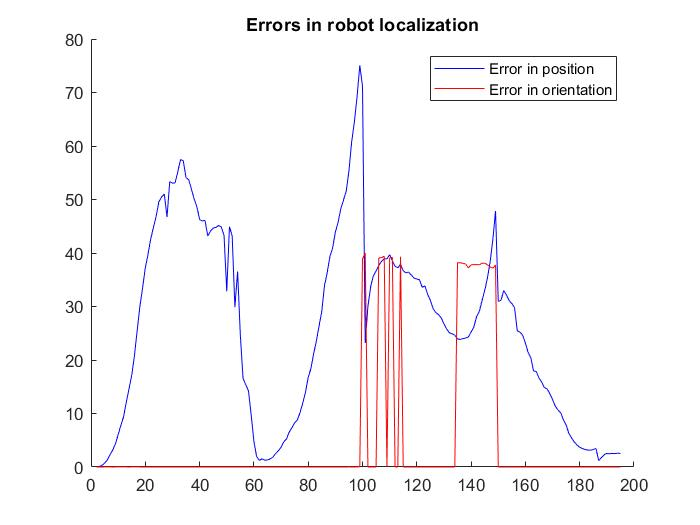 Errors in robot localization
80
Error in position
Error in orientation
70
60
50
40
30
20
10
0
0 20 40 60 80 100 120 140 160 180 200